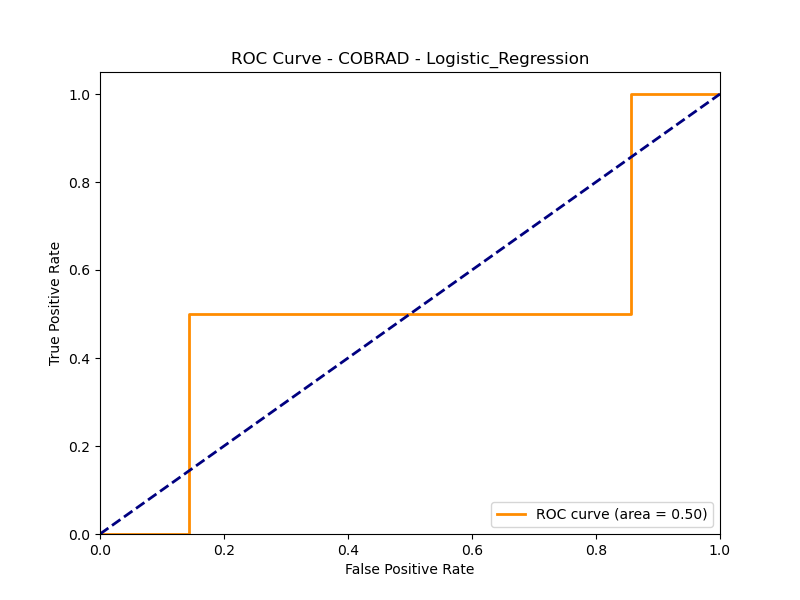 ROC Curve - COBRAD - Logistic_Regression
True Positive Rate
1.0
0.8
0.6
0.4
0.2
0.0
ROC curve (area = 0.50)
0.0 0.2 0.4 0.6 0.8 1.0
False Positive Rate